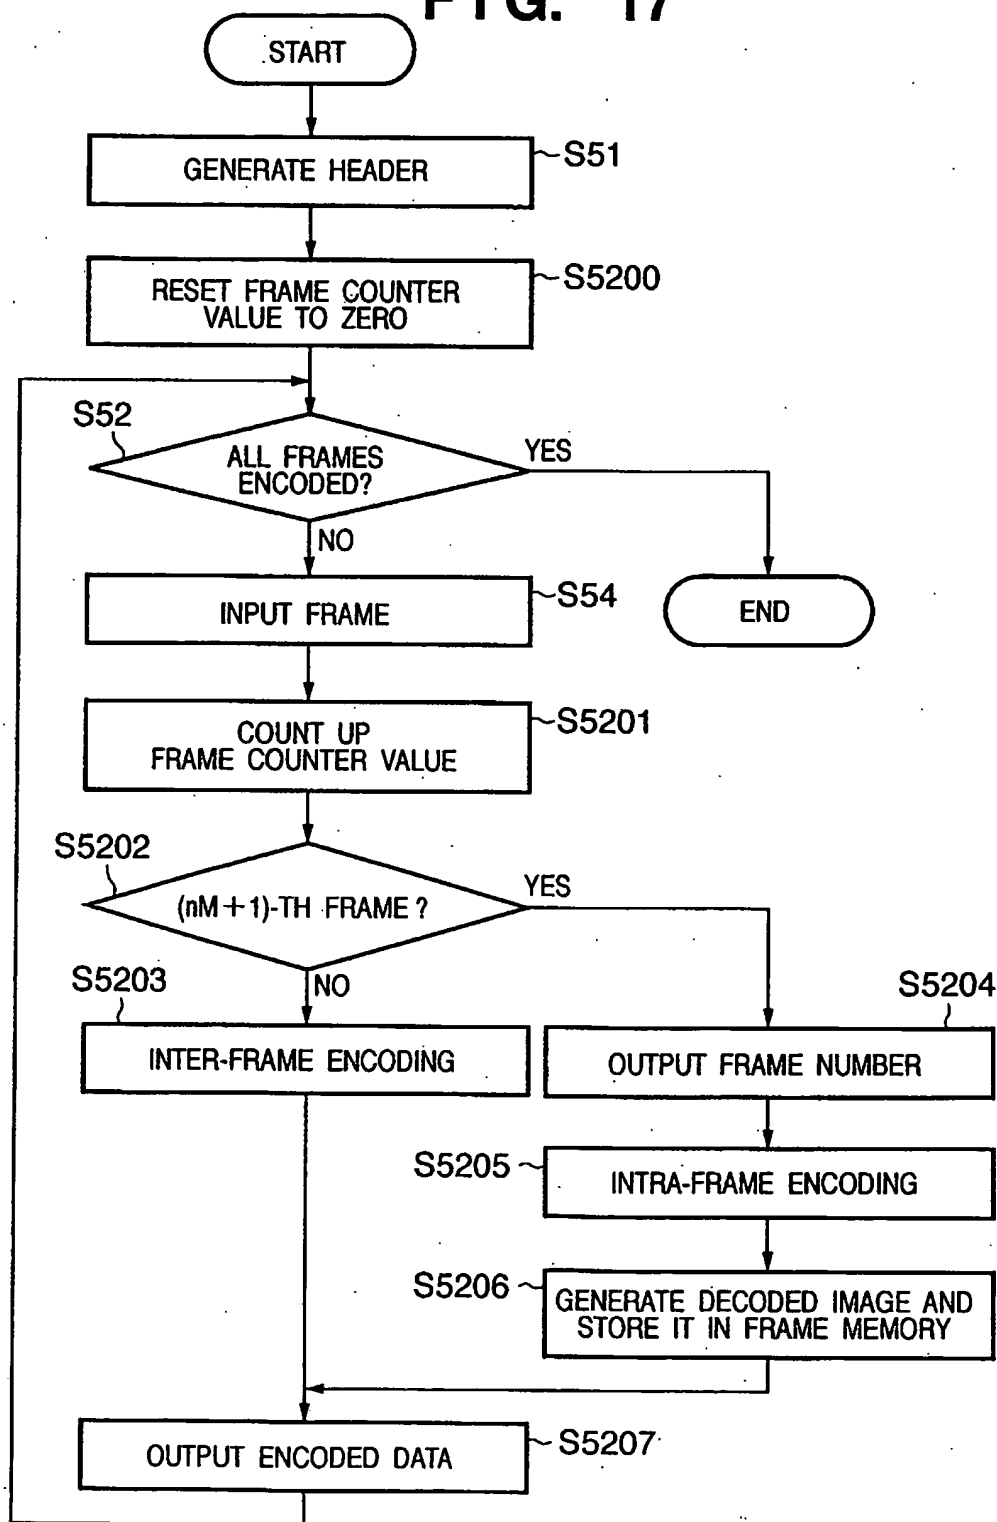 FIG. 17
START
GENERATE HEADER
S51
RESET FRAME COUNTER
VALUE TO ZERO
S5200
S52
ALL FRAMES
ENCODED?
YES
NO
INPUT FRAME
S54
END
COUNT UP
FRAME COUNTER VALUE
S5201
S5202
(nM+1)-TH FRAME?
YES
NO
S5203
INTER-FRAME ENCODING
S5204
OUTPUT FRAME NUMBER
S5205
INTRA-FRAME ENCODING
S5206
GENERATE DECODED IMAGE AND
STORE IT IN FRAME MEMORY
OUTPUT ENCODED DATA
S5207